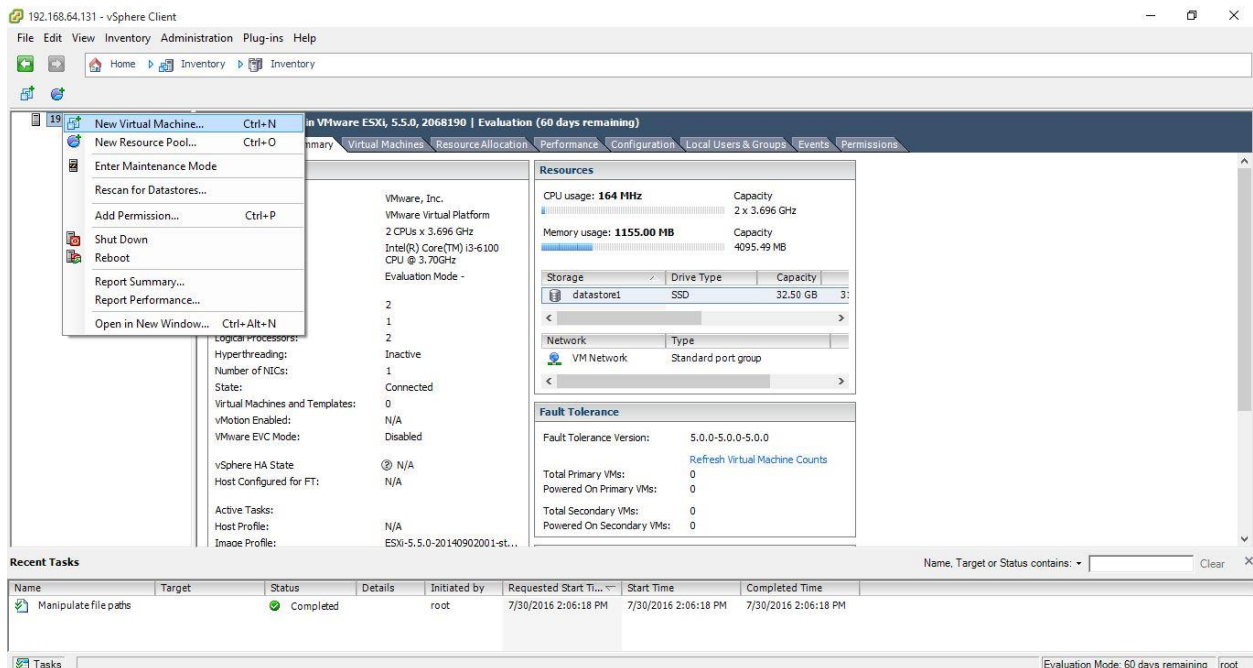 192.168.64.131 - vSphere Client
File Edit View Inventory Administration Plug-ins Help
Home Inventory Inventory
19
New Virtual Machine... Ctrl+N
New Resource Pool... Ctrl+O
Enter Maintenance Mode
Rescan for Datastores...
Add Permission... Ctrl+P
Shut Down
Reboot
Report Summary...
Report Performance...
Open in New Window... Ctrl+Alt+N
in VMware ESXi, 5.5.0, 2068190 | Evaluation (60 days remaining)
mmary Virtual Machines Resource Allocation Performance Configuration Local Users & Groups Events Permissions
VMware, Inc.
VMware Virtual Platform
2 CPUs x 3.696 GHz
Intel(R) Core(TM) i3-6100
CPU @ 3.70GHz
Evaluation Mode -
2
1
Logical Processors: 2
Hyperthreading: Inactive
Number of NICs: 1
State: Connected
Virtual Machines and Templates: 0
vMotion Enabled: N/A
VMware EVC Mode: Disabled
vSphere HA State N/A
Host Configured for FT: N/A
Active Tasks:
Host Profile: N/A
Image Profile: ESXi-5.5.0-20140902001-st...
Resources
CPU usage: 164 MHz Capacity
2 x 3.696 GHz
Memory usage: 1155.00 MB Capacity
4095.49 MB
Storage Drive Type Capacity
datastore1 SSD 32.50 GB 3
Network Type
VM Network Standard port group
Fault Tolerance
Fault Tolerance Version: 5.0.0-5.0.0-5.0.0
Refresh Virtual Machine Counts
Total Primary VMs: 0
Powered On Primary VMs: 0
Total Secondary VMs: 0
Powered On Secondary VMs: 0
Recent Tasks Name, Target or Status contains: Clear
Name Target Status Details Initiated by Requested Start Ti... Start Time Completed Time
Manipulate file paths Completed root 7/30/2016 2:06:18 PM 7/30/2016 2:06:18 PM 7/30/2016 2:06:18 PM
Tasks Evaluation Mode: 60 days remaining root